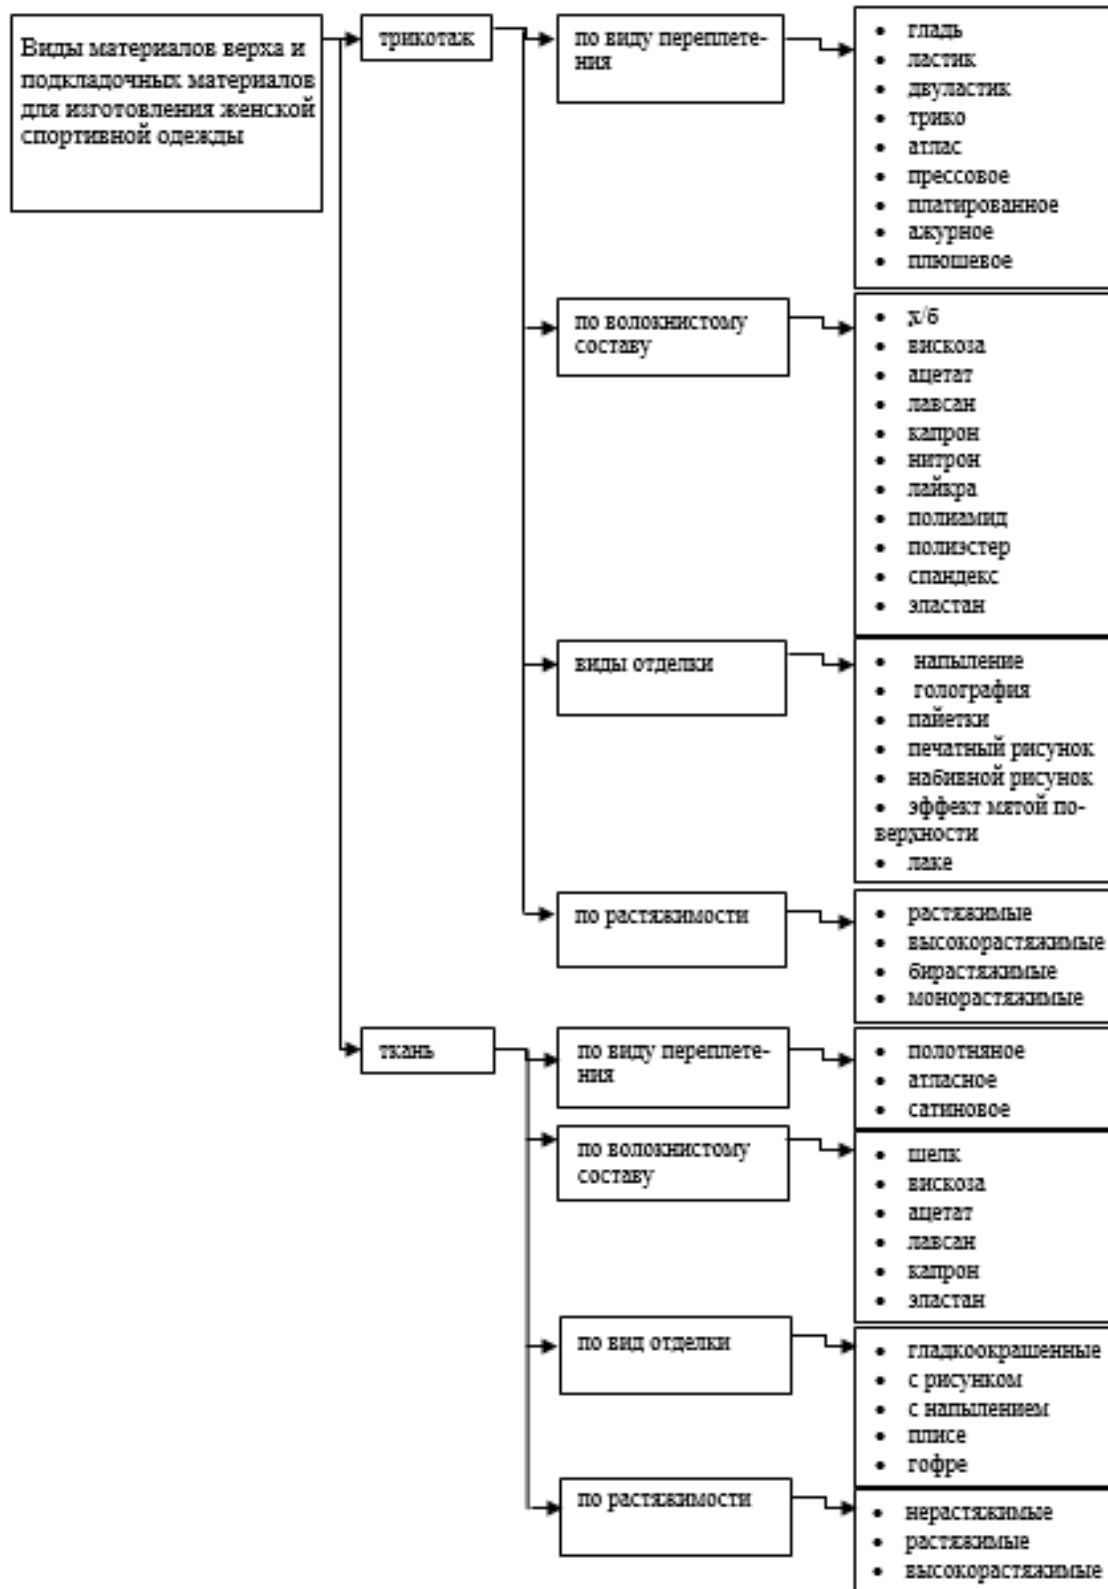 Виды материалов верха и
подкладочных материалов
для изготовления женской
спортивной одежды
трикотаж
по виду переплете-
ния
• гладь
• ластик
• двуластик
• трико
• атлас
• прессовое
• платированное
• ажурное
• плюшевое
по волокнистому
составу
• х/б
• вискоза
• ацетат
• лавсан
• капрон
• нитрон
• лайкра
• полиамид
• полиэстер
• спандекс
• эластан
виды отделки
• напыление
• голография
• пайетки
• печатный рисунок
• набивной рисунок
• эффект мятой по-
верхности
• лаке
по растяжимости
• растяжимые
• высокорастяжимые
• бирастяжимые
• монорастяжимые
ткань
по виду переплете-
ния
• полотняное
• атласное
• сатиновое
по волокнистому
составу
• шелк
• вискоза
• ацетат
• лавсан
• капрон
• эластан
по вид отделки
• гладкоокрашенные
• с рисунком
• с напылением
• плисе
• гофре
по растяжимости
• нерастяжимые
• растяжимые
• высокорастяжимые